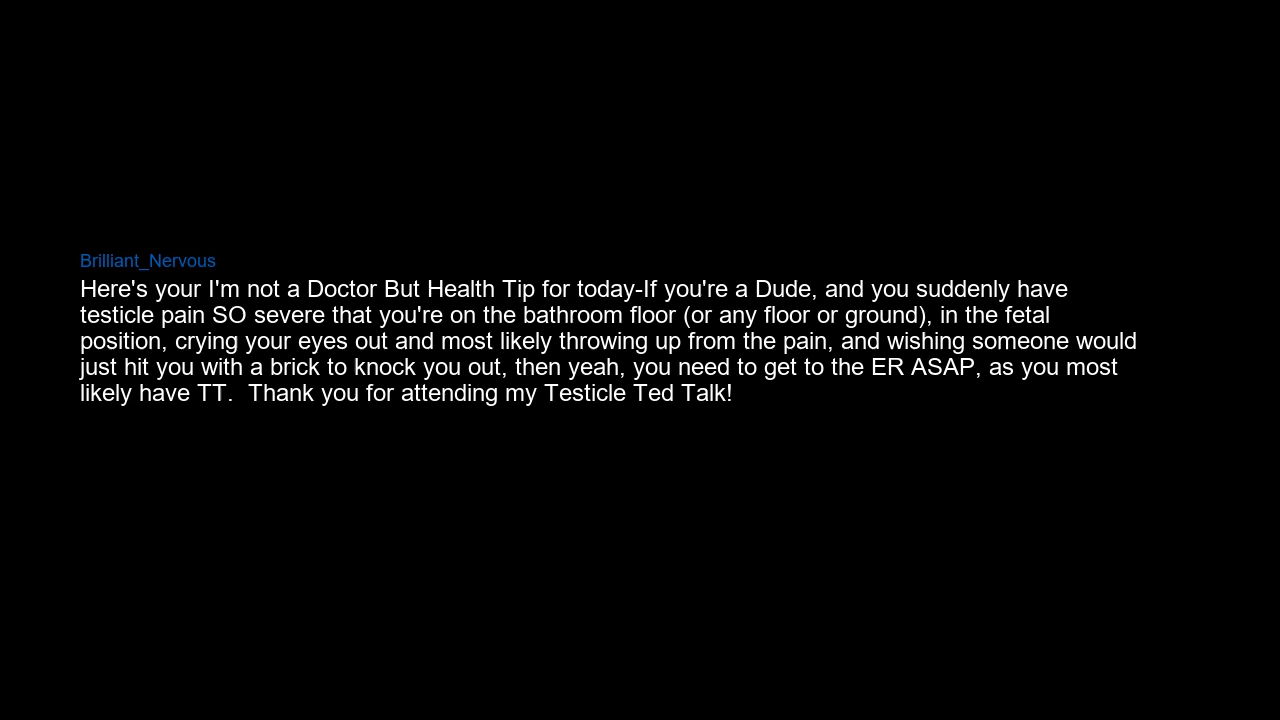 Brilliant_Nervous
Here's your I'm not a Doctor But Health Tip for today-If you're a Dude, and you suddenly have
testicle pain SO severe that you're on the bathroom floor (or any floor or ground), in the fetal
position, crying your eyes out and most likely throwing up from the pain, and wishing someone would
just hit you with a brick to knock you out, then yeah, you need to get to the ER ASAP, as you most
likely have TT.  Thank you for attending my Testicle Ted Talk!